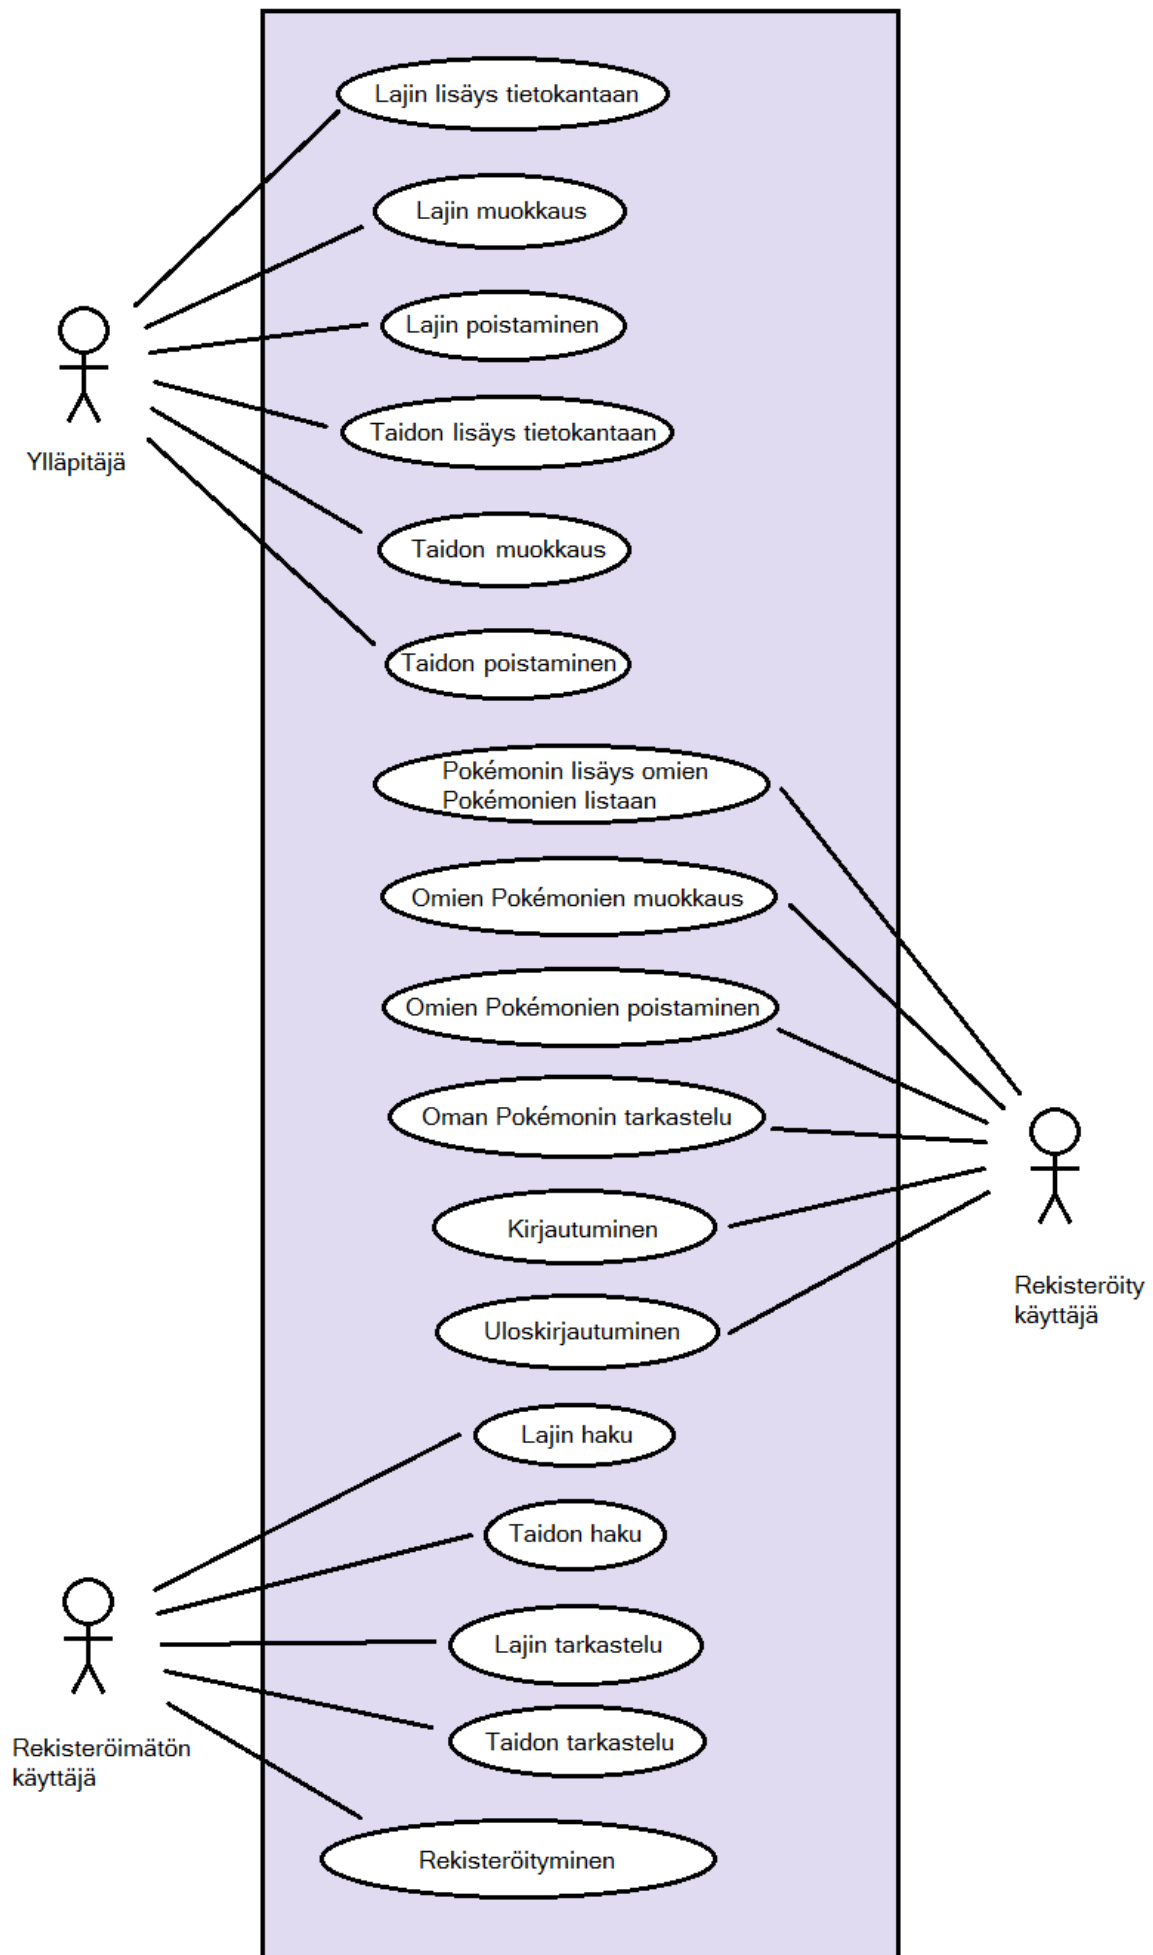 Lajin lisäys tietokantaan
Lajin muokkaus
Lajin poistaminen
Taidon lisäys tietokantaan
Ylläpitäjä
Taidon muokkaus
Taidon poistaminen
Pokémonin lisäys omien
Pokémonien listaan
Omien Pokémonien muokkaus
Omien Pokémonien poistaminen
Oman Pokémonin tarkastelu
Kirjautuminen
Rekisteröity
käyttäjä
Uloskirjautuminen
Lajin haku
Taidon haku
Lajin tarkastelu
Taidon tarkastelu
Rekisteröimätön
käyttäjä
Rekisteröityminen